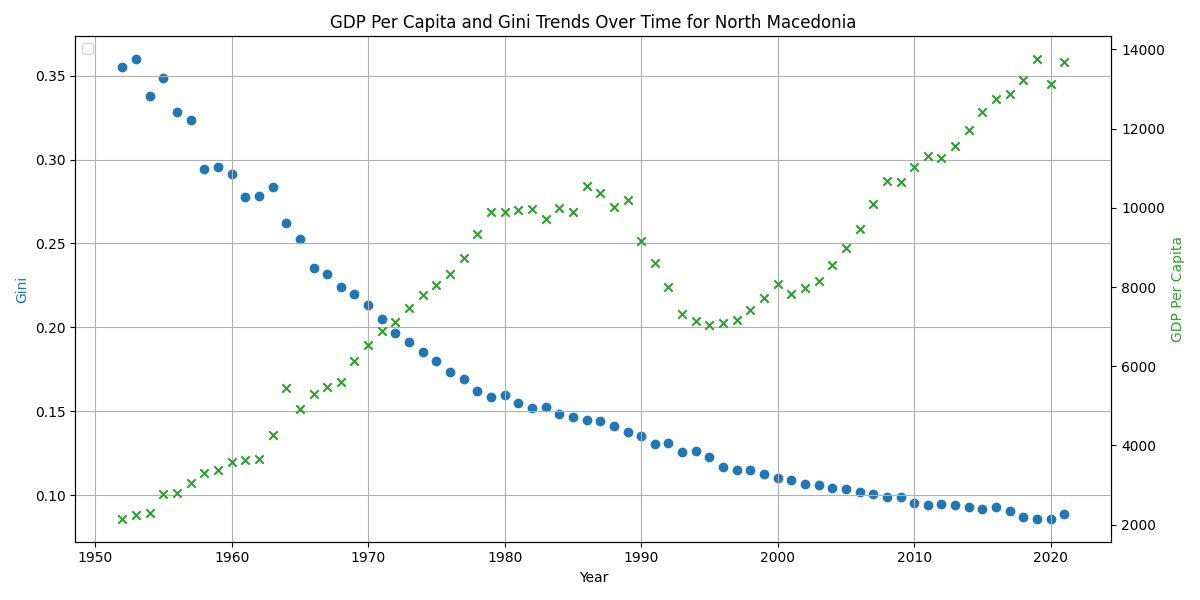 GDP Per Capita and Gini Trends Over Time for North Macedonia
0.35
0.30
0.25
0.20
0.15
0.10
Gini
14000
12000
10000
8000
6000
4000
2000
GDP Per Capita
1950 1960 1970 1980 1990 2000 2010 2020
Year